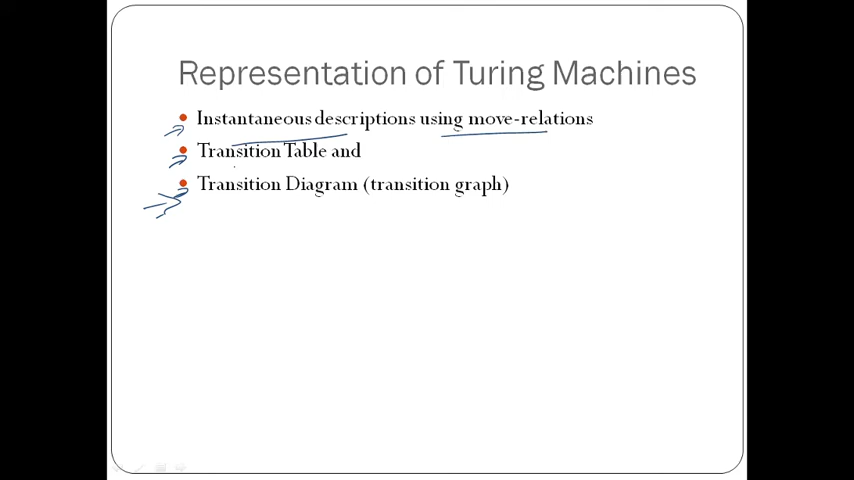 Representation of Turing Machines
Instantaneous descriptions using move-relations
Transition Table and
Transition Diagram (transition graph)